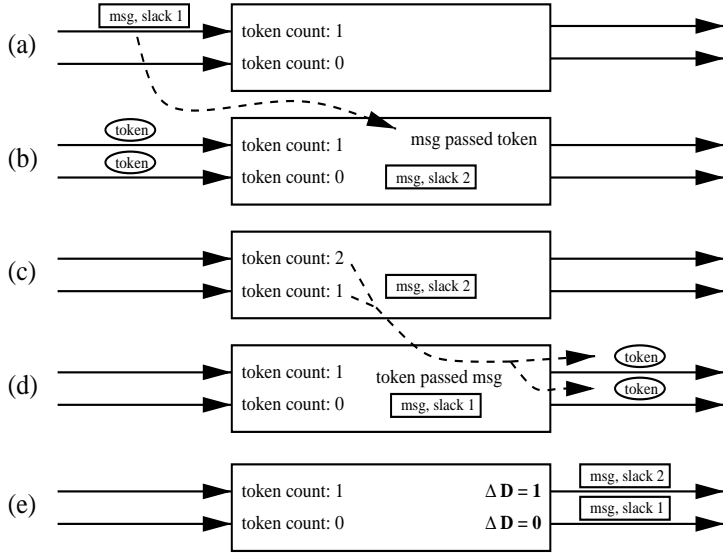 msg, slack 1
(a)
token count: 1
token count: 0
(b)
token
token
token count: 1
token count: 0
msg passed token
msg, slack 2
(c)
token count: 2
token count: 1
msg, slack 2
(d)
token count: 1
token count: 0
token passed msg
msg, slack 1
token
token
(e)
token count: 1
token count: 0
Δ D = 1
Δ D = 0
msg, slack 2
msg, slack 1